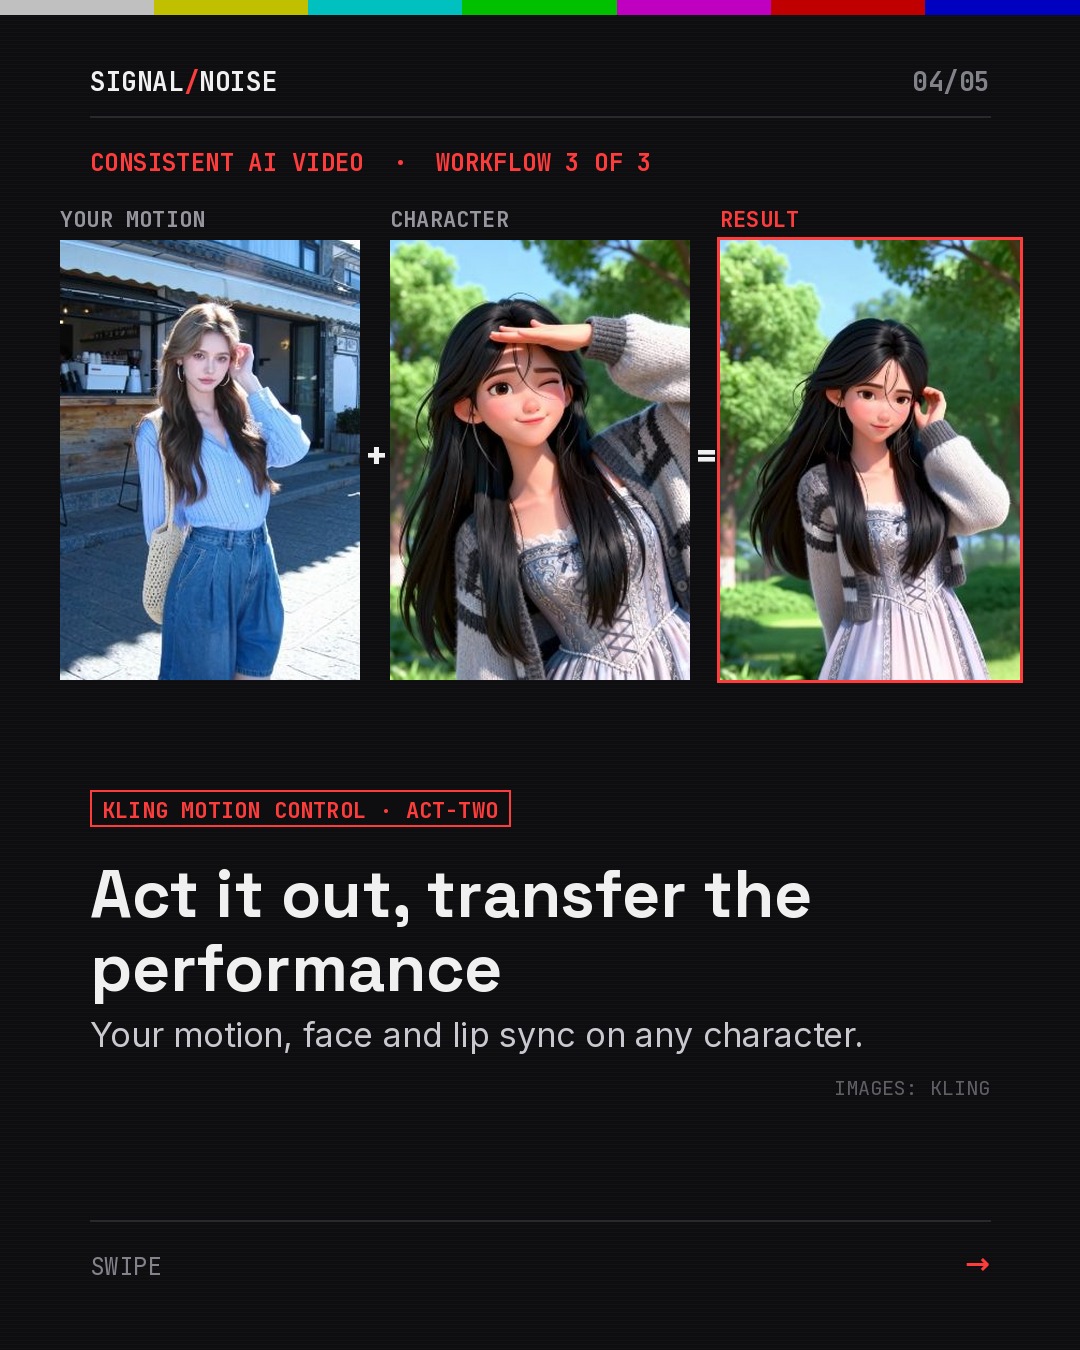 SIGNAL/NOISE 04/05
CONSISTENT AI VIDEO · WORKFLOW 3 OF 3
YOUR MOTION CHARACTER RESULT
+ =
KLING MOTION CONTROL · ACT-TWO
Act it out, transfer the
performance
Your motion, face and lip sync on any character.
IMAGES: KLING
SWIPE →